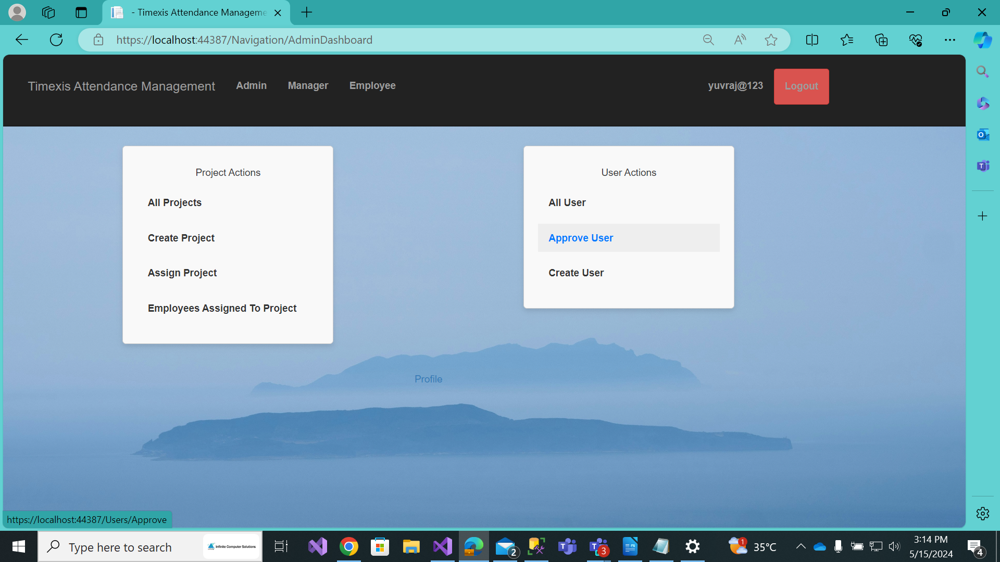 - Timexis Attendance Manageme
https://localhost:44387/Navigation/AdminDashboard
Timexis Attendance Management
Admin
Manager
Employee
yuvraj@123
Logout
Project Actions
All Projects
Create Project
Assign Project
Employees Assigned To Project
User Actions
All User
Approve User
Create User
Profile
https://localhost:44387/Users/Approve
Type here to search
Infinite Computer Solutions
2
3
1
35°C
3:14 PM
5/15/2024
4